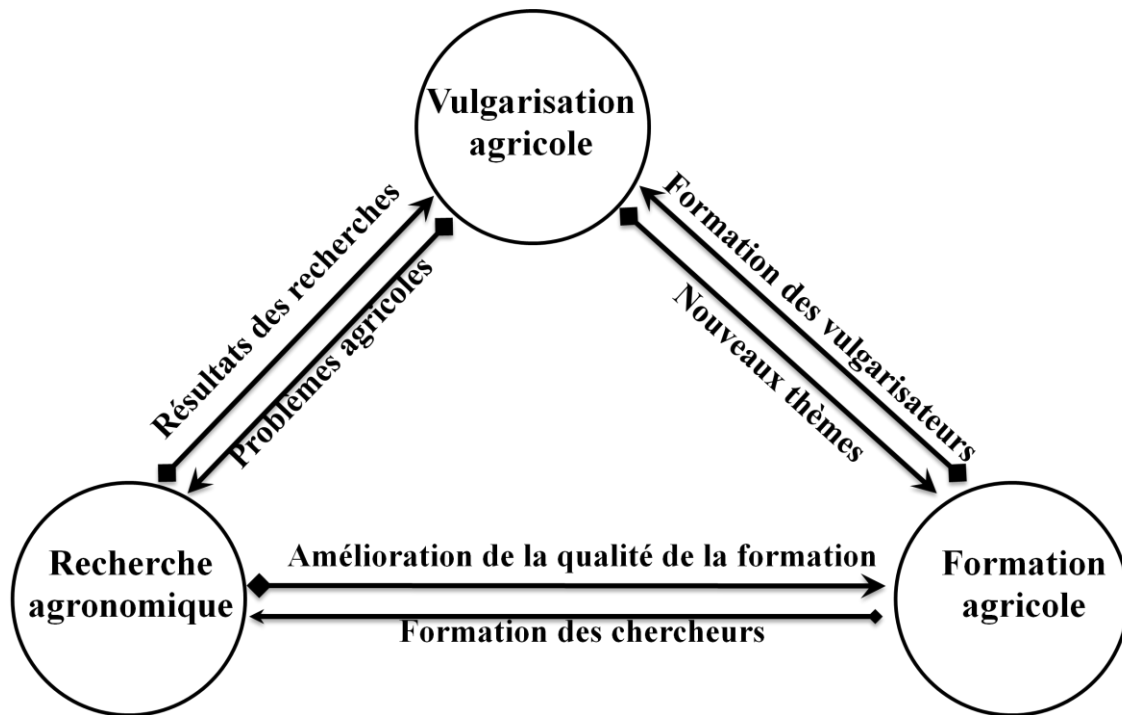 Vulgarisation
agricole
Résultats des recherches
Problèmes agricoles
Formation des vulgarisateurs
Nouveaux thèmes
Recherche
agronomique
Amélioration de la qualité de la formation
Formation des chercheurs
Formation
agricole